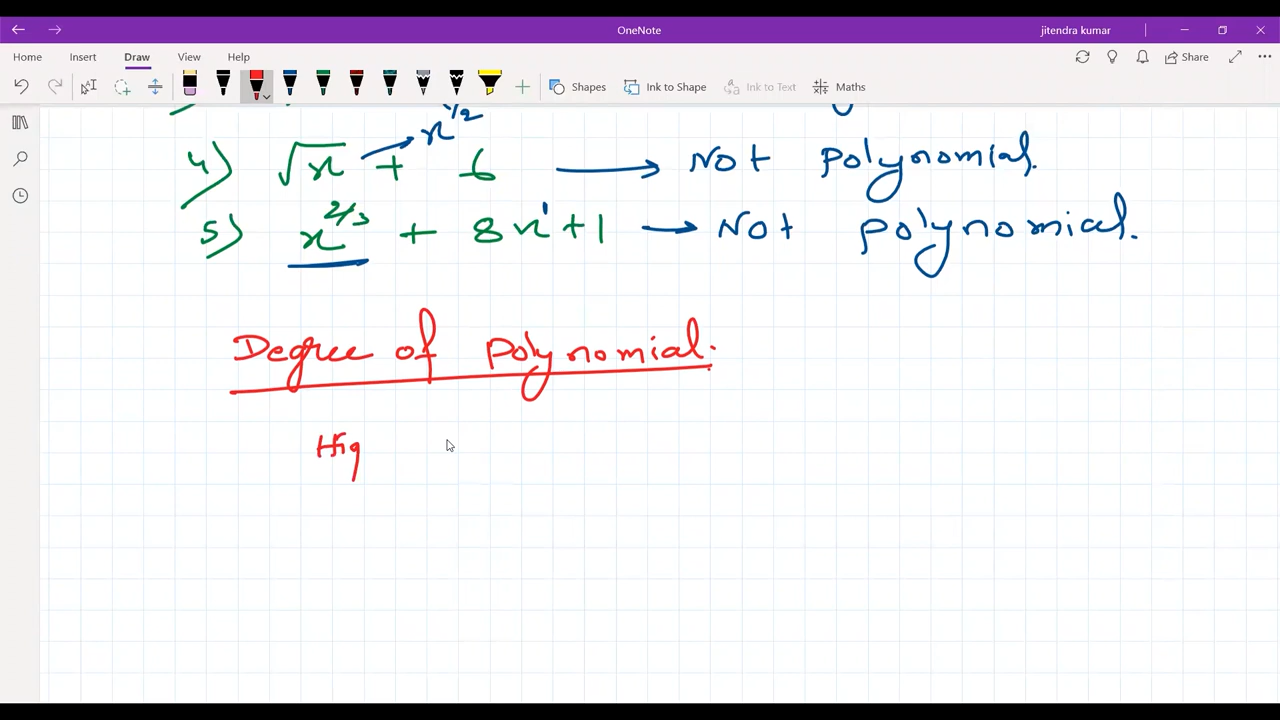 OneNote
jitendra kumar
Home Insert Draw View Help
Share
Shapes Ink to Shape Ink to Text Maths
x^1/2
4) √x + 6 → Not polynomial.
5) x^2/3 + 8x^1 + 1 → Not polynomial.
Degree of Polynomial.
Hig